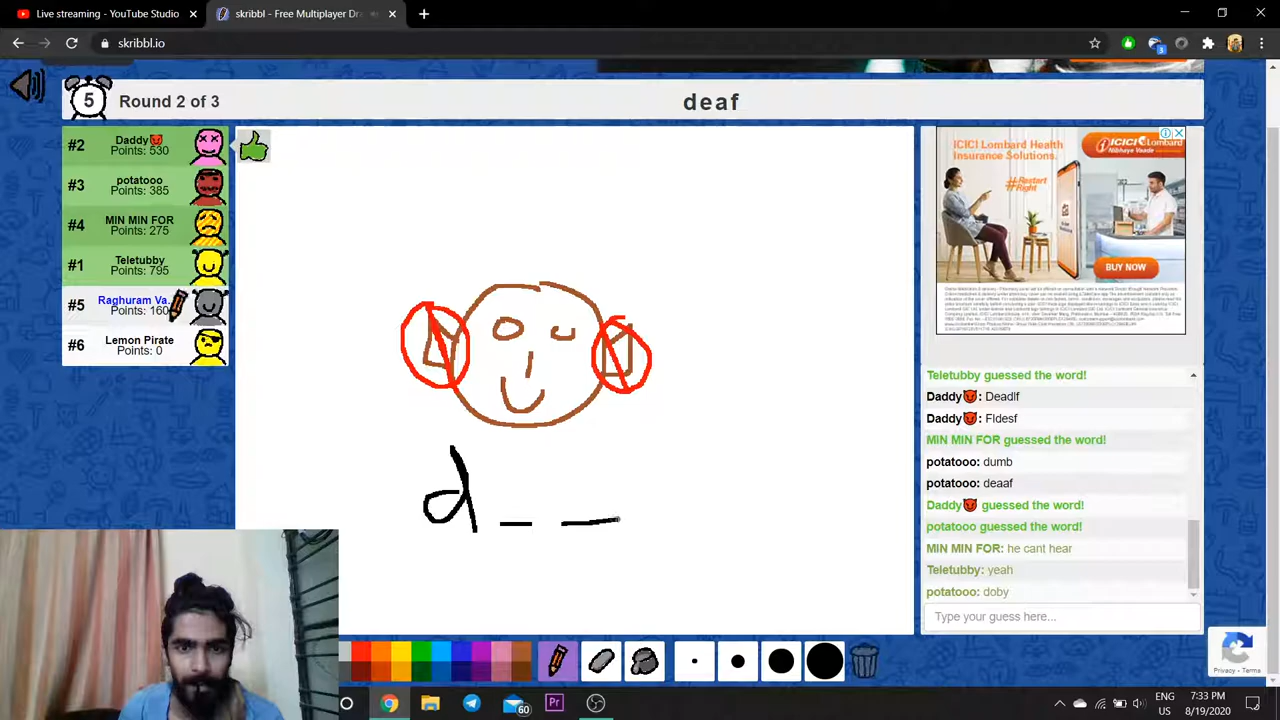 Live streaming - YouTube Studio
skribbl - Free Multiplayer Dr
skribbl.io
5
Round 2 of 3
deaf
#2 Daddy😈
Points: 530
#3 potatooo
Points: 385
#4 MIN MIN FOR
Points: 275
#1 Teletubby
Points: 795
#5 Raghuram Va.
Points: 160
#6 Lemon Pirate
Points: 0
d _ _
ICICI Lombard Health
Insurance Solutions.
#Restart
Right
ICICI Lombard
Nibhaye Vaade
BUY NOW
Teletubby guessed the word!
Daddy😈: Deadlf
Daddy😈: Fldesf
MIN MIN FOR guessed the word!
potatooo: dumb
potatooo: deaaf
Daddy😈 guessed the word!
potatooo guessed the word!
MIN MIN FOR: he cant hear
Teletubby: yeah
potatooo: doby
Type your guess here...
Privacy - Terms
3
60
Pr
ENG
US
7:33 PM
8/19/2020